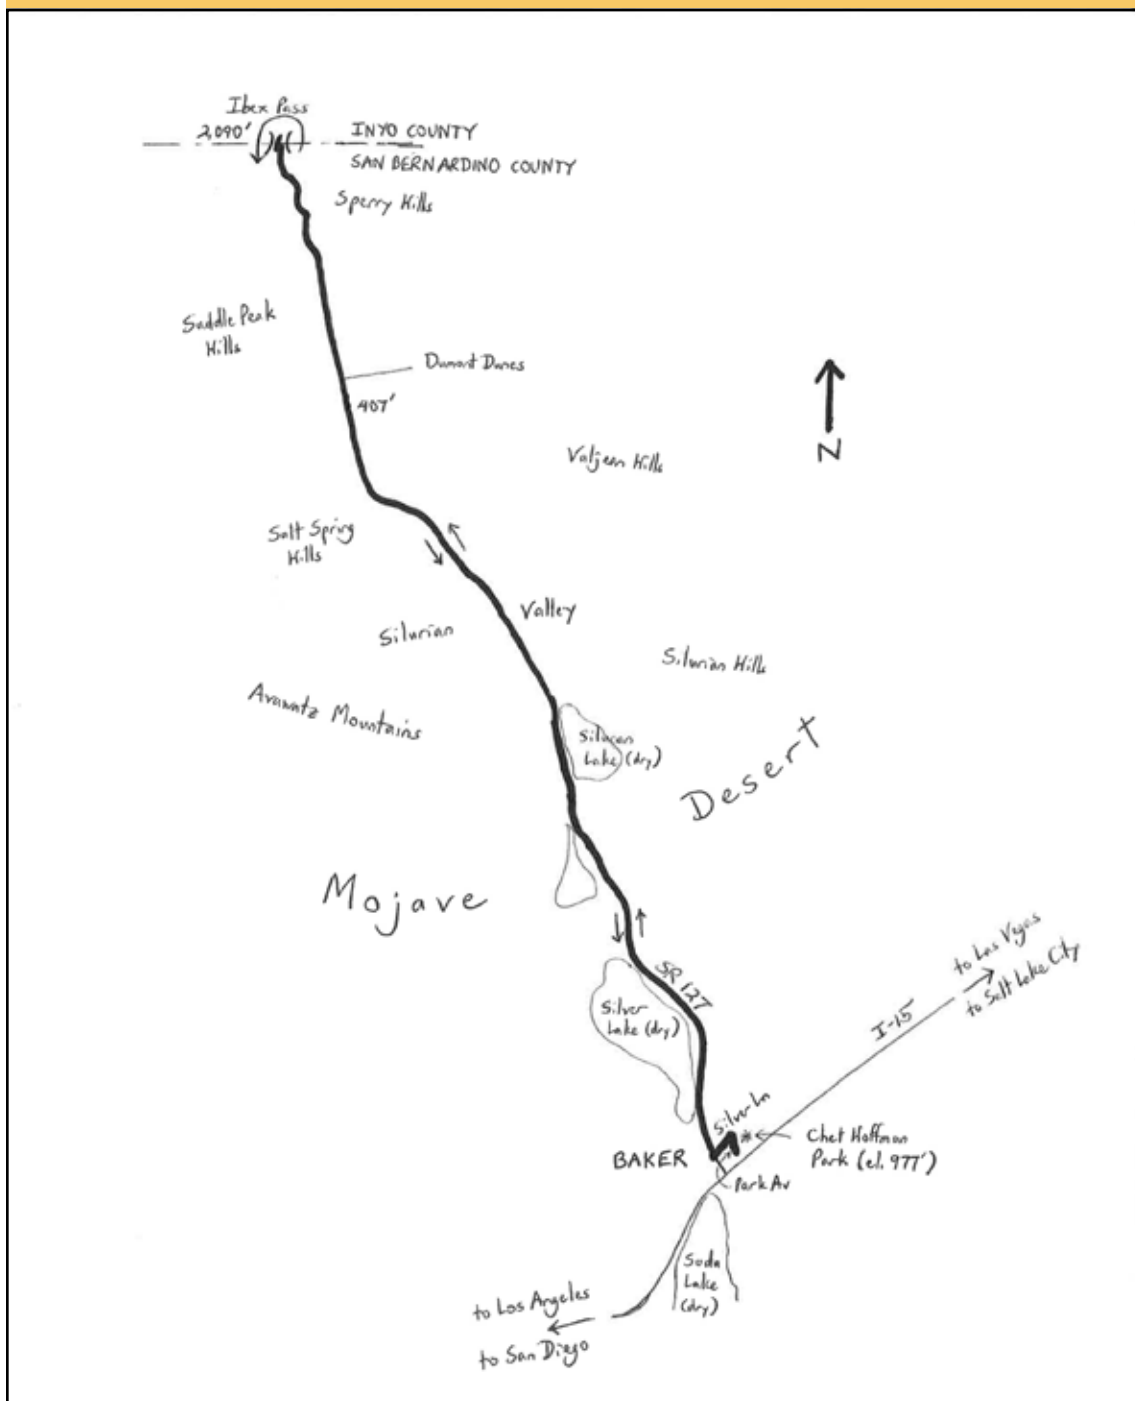 Ibex Pass
2,090'
INYO COUNTY
SAN BERNARDINO COUNTY
Sperry Hills
Saddle Peak
Hills
Dumont Dunes
407'
N
Valjean Hills
Salt Spring
Hills
Silurian
Valley
Silurian Hills
Avawatz Mountains
Silurian
Lake (dry)
Desert
Mojave
SR 127
Silver
Lake (dry)
to Las Vegas
to Salt Lake City
I-15
Silver Ln
Chet Hoffman
Park (el. 977')
BAKER
Park Av
Soda
Lake
(dry)
to Los Angeles
to San Diego